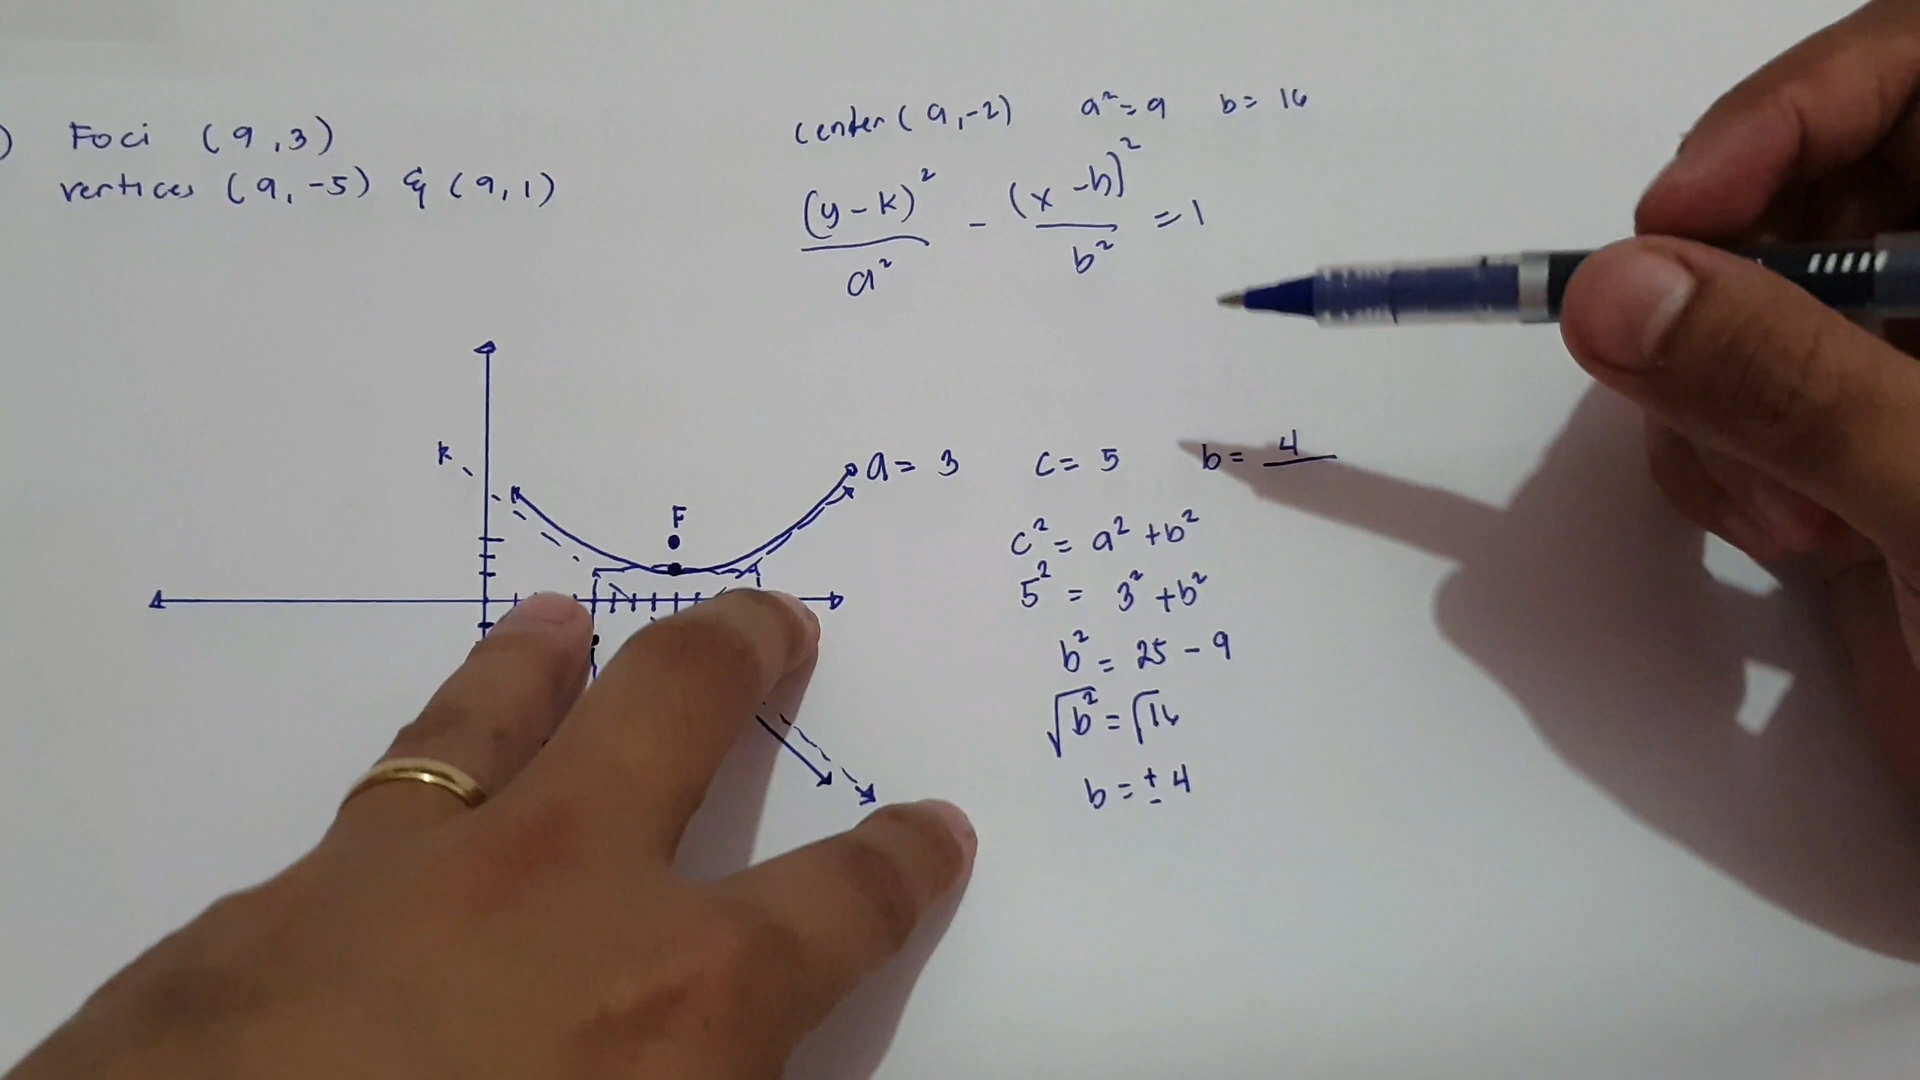 ) Foci (9,3)
vertices (9,-5) & (9,1)
center (9,-2) a²=9 b=16
(y-k)²/a² - (x-h)²/b² = 1
F
a = 3 c = 5 b = 4
c² = a² + b²
5² = 3² + b²
b² = 25 - 9
√b² = √16
b = ± 4